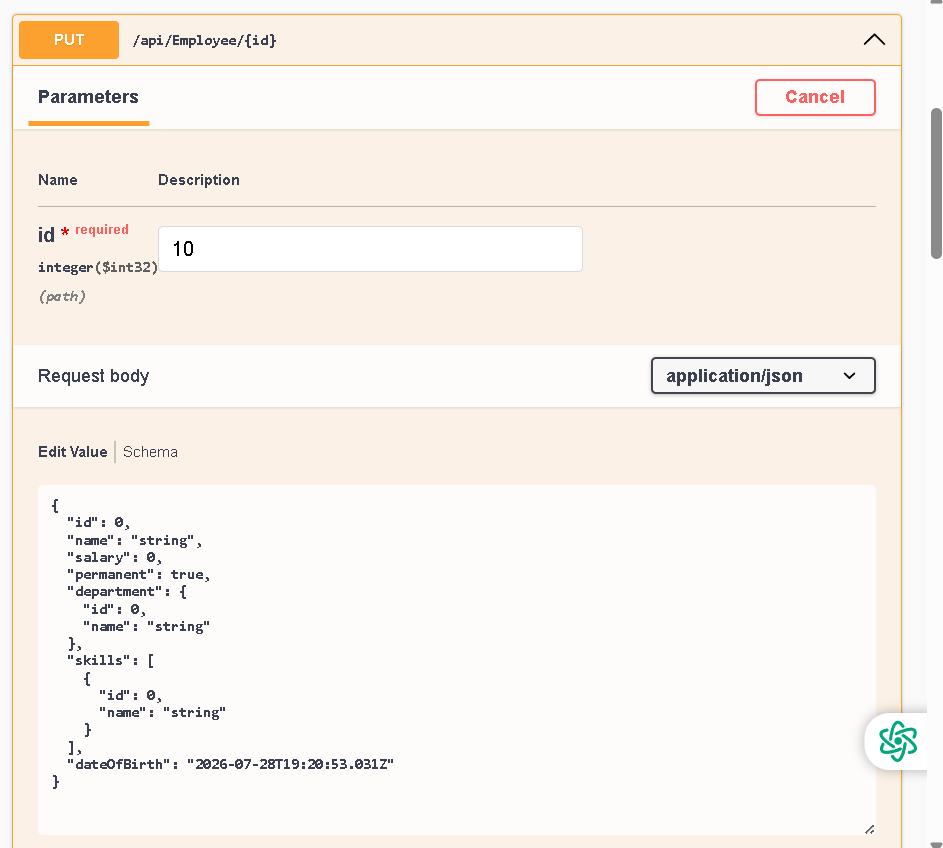 PUT /api/Employee/{id}
Parameters Cancel
Name Description
id * required
10
integer($int32)
(path)
Request body application/json
Edit Value Schema
{
  "id": 0,
  "name": "string",
  "salary": 0,
  "permanent": true,
  "department": {
    "id": 0,
    "name": "string"
  },
  "skills": [
    {
      "id": 0,
      "name": "string"
    }
  ],
  "dateOfBirth": "2026-07-28T19:20:53.031Z"
}